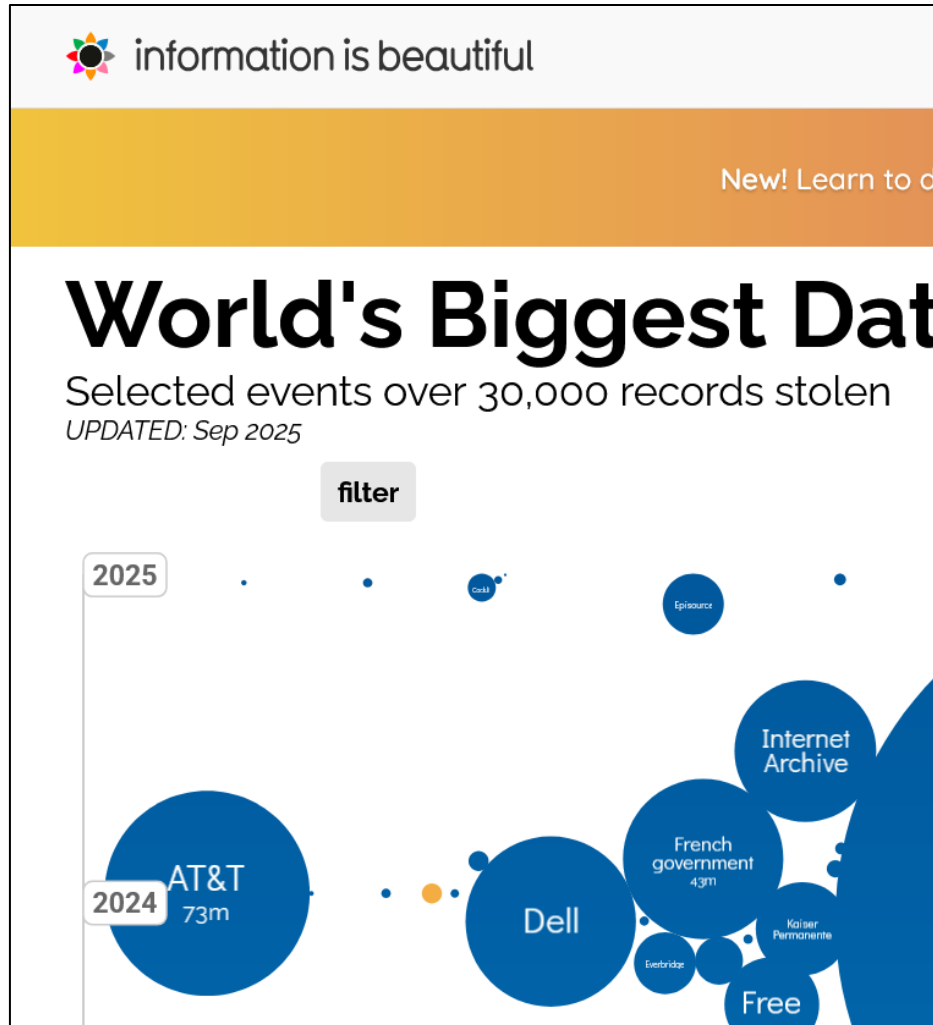 information is beautiful
New! Learn to
World's Biggest Dat
Selected events over 30,000 records stolen
UPDATED: Sep 2025
filter
2025
Episource
Internet
Archive
French
government
43m
AT&T
73m
2024
Dell
Kaiser
Permanente
Everbridge
Free